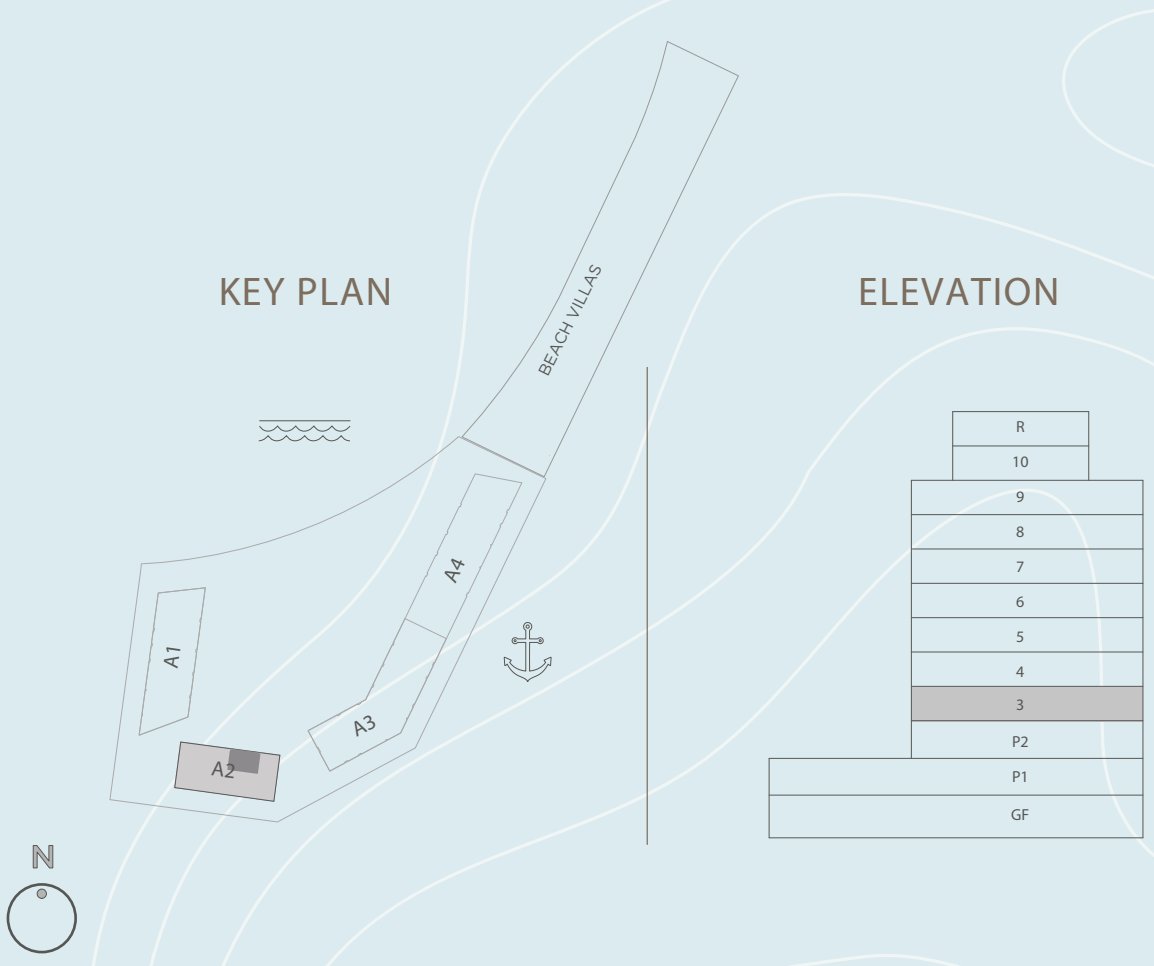 KEY PLAN
ELEVATION
BEACH VILLAS
A4
A1
A3
A2
N
R
10
9
8
7
6
5
4
3
P2
P1
GF